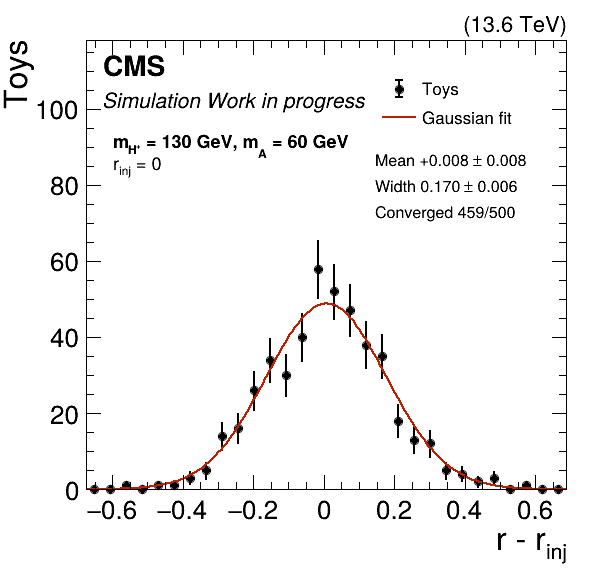 (13.6 TeV)
CMS
Simulation Work in progress
m_H⁺ = 130 GeV, m_A = 60 GeV
r_inj = 0
Toys
Gaussian fit
Mean +0.008 ± 0.008
Width 0.170 ± 0.006
Converged 459/500
Toys
100
80
60
40
20
0
−0.6 −0.4 −0.2 0 0.2 0.4 0.6
r - r_inj